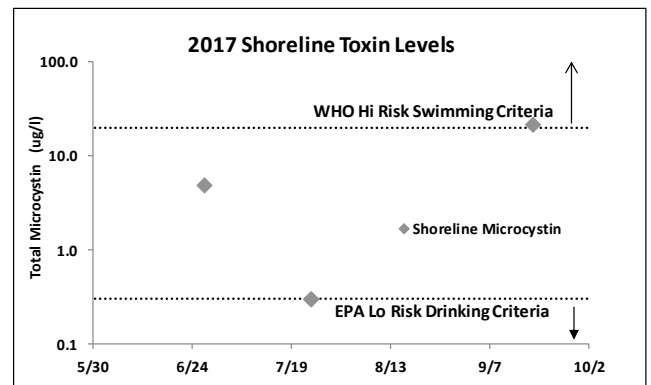 2017 Shoreline Toxin Levels
Total Microcystin (ug/l)
100.0
10.0
1.0
0.1
WHO Hi Risk Swimming Criteria
Shoreline Microcystin
EPA Lo Risk Drinking Criteria
5/30 6/24 7/19 8/13 9/7 10/2